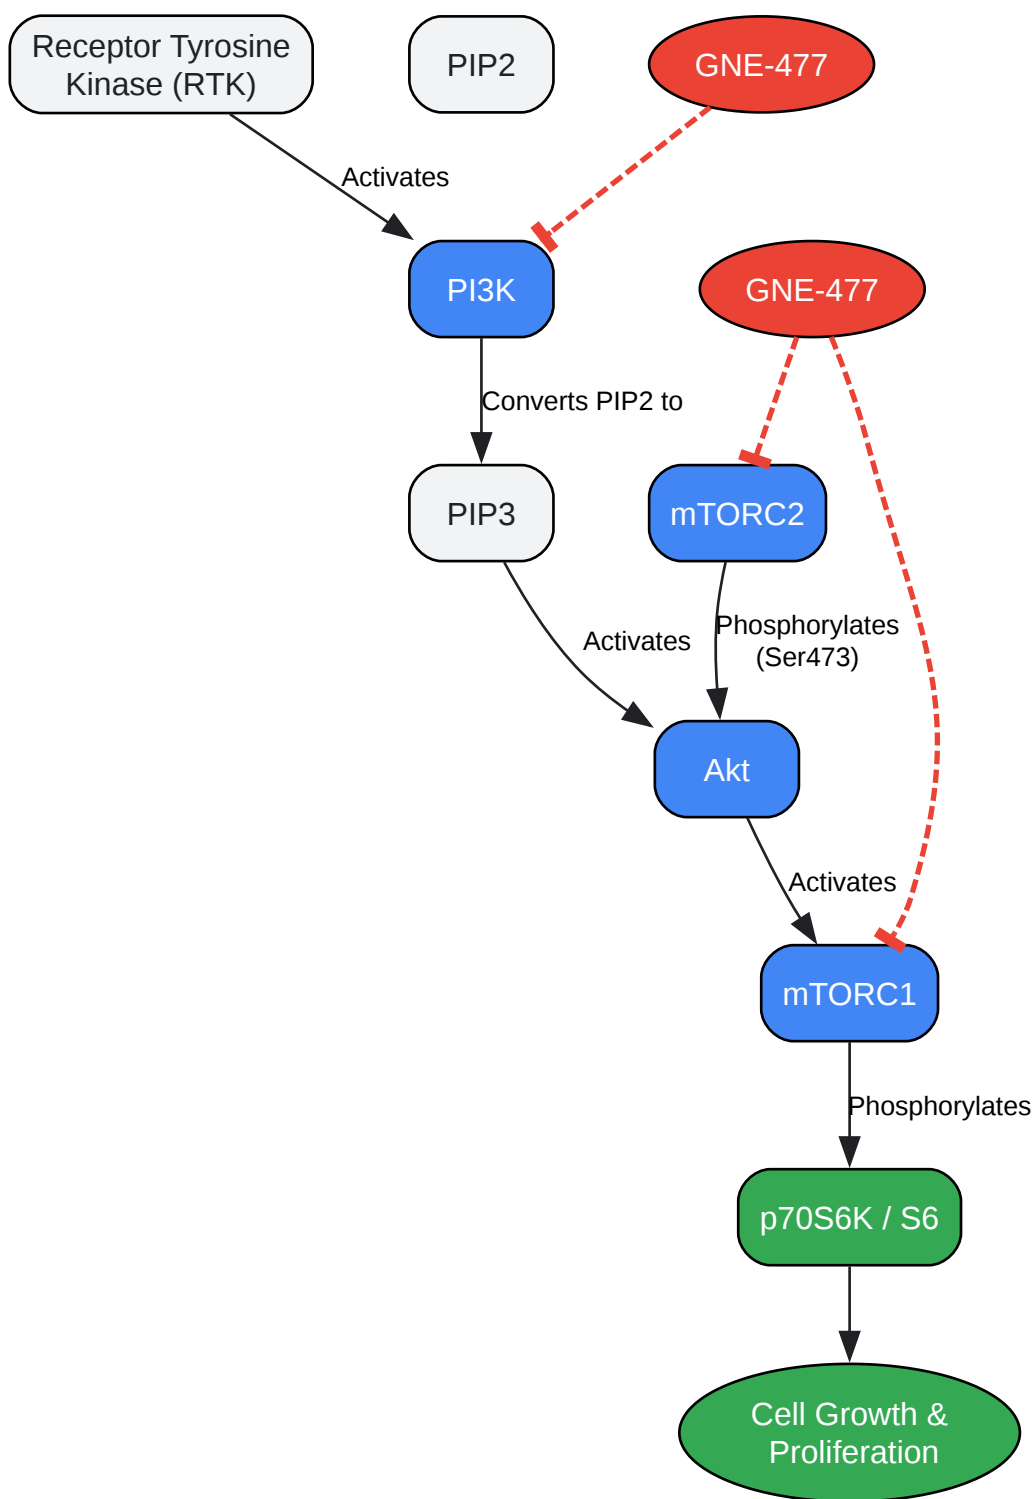 Receptor Tyrosine
Kinase (RTK)
PIP2
GNE-477
Activates
PI3K
GNE-477
Converts PIP2 to
PIP3
mTORC2
Activates
Phosphorylates
(Ser473)
Akt
Activates
mTORC1
Phosphorylates
p70S6K / S6
Cell Growth &
Proliferation